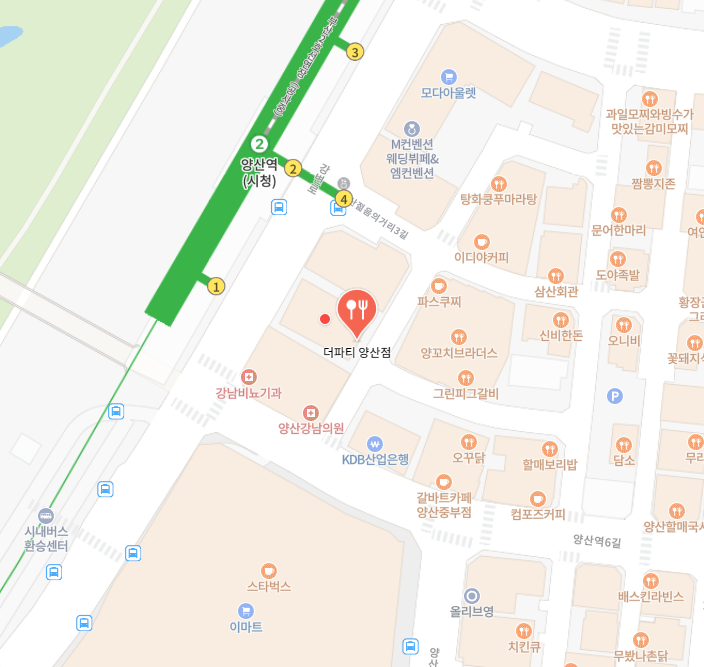 3
모다아울렛
과일모찌와빙수가
맛있는감미모찌
M컨벤션
웨딩뷔페&
엠컨벤션
2
양산역
(시청)
2
4
짬뽕지존
탕화쿵푸마라탕
문어한마리
이디야커피
도야족발
삼산회관
1
파스쿠찌
신비한돈
오니비
더파티 양산점
양꼬치브라더스
그린피그갈비
강남비뇨기과
P
양산강남의원
KDB산업은행
오꾸닭
할매보리밥
담소
갈바트카페
양산중부점
컴포즈커피
시내버스
환승센터
양산역6길
스타벅스
이마트
올리브영
배스킨라빈스
치킨큐
무봤나촌닭